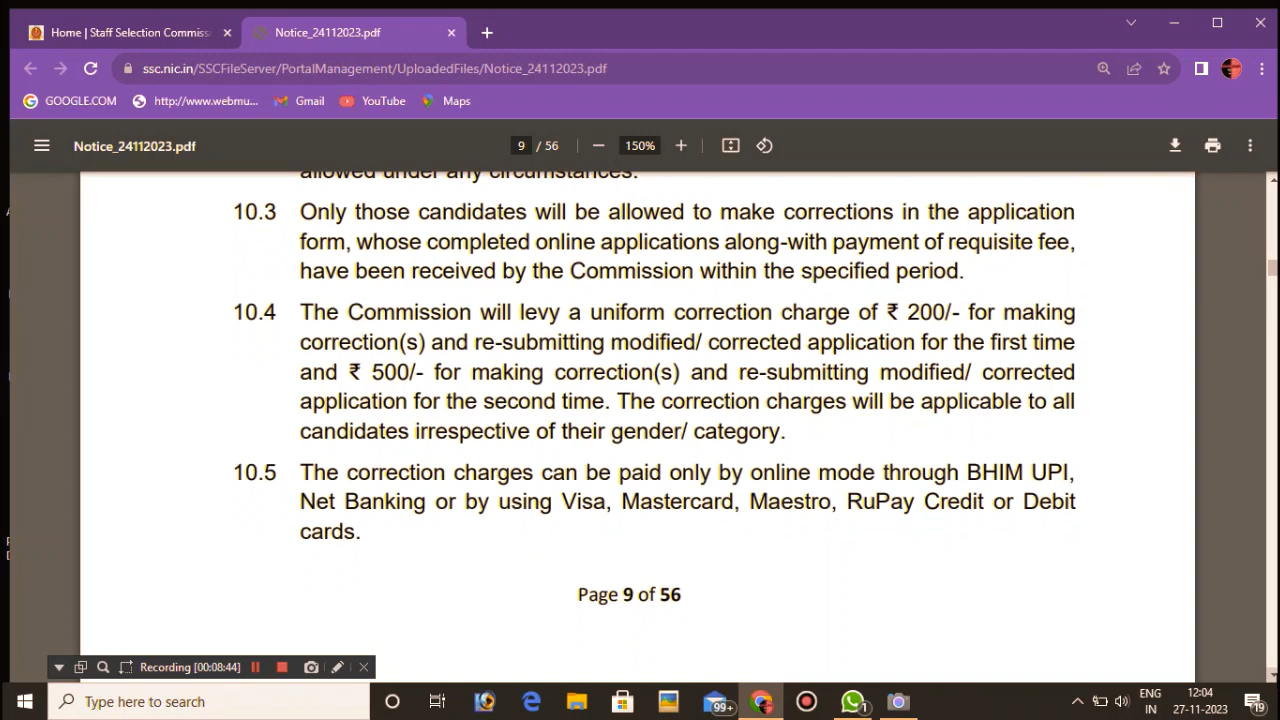 Home | Staff Selection Commiss
Notice_24112023.pdf
ssc.nic.in/SSCFileServer/PortalManagement/UploadedFiles/Notice_24112023.pdf
GOOGLE.COM
http://www.webmu...
Gmail
YouTube
Maps
Notice_24112023.pdf
9 / 56
150%
allowed under any circumstances.
10.3 Only those candidates will be allowed to make corrections in the application
form, whose completed online applications along-with payment of requisite fee,
have been received by the Commission within the specified period.
10.4 The Commission will levy a uniform correction charge of ₹ 200/- for making
correction(s) and re-submitting modified/ corrected application for the first time
and ₹ 500/- for making correction(s) and re-submitting modified/ corrected
application for the second time. The correction charges will be applicable to all
candidates irrespective of their gender/ category.
10.5 The correction charges can be paid only by online mode through BHIM UPI,
Net Banking or by using Visa, Mastercard, Maestro, RuPay Credit or Debit
cards.
Page 9 of 56
Recording [00:08:44]
Type here to search
99+
1
ENG
IN
12:04
27-11-2023
19